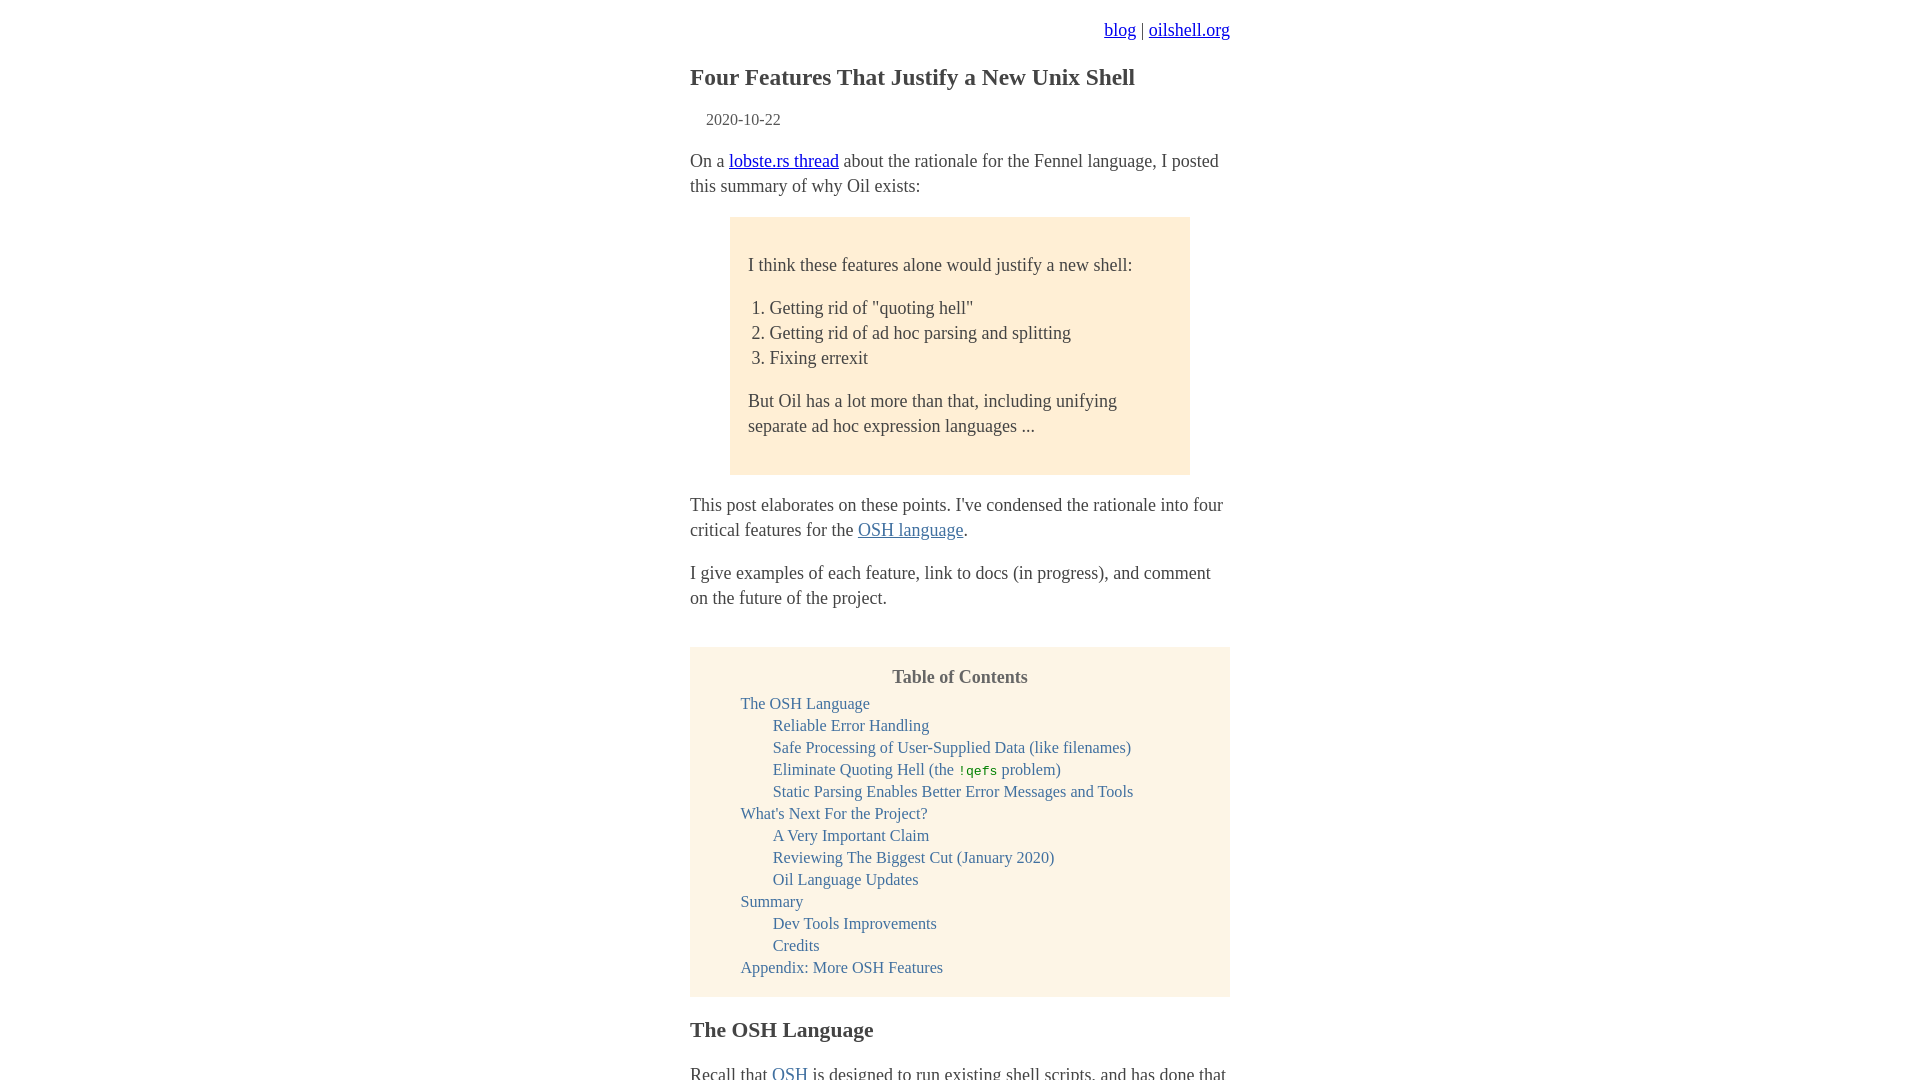 blog | oilshell.org
Four Features That Justify a New Unix Shell
2020-10-22
On a lobste.rs thread about the rationale for the Fennel language, I posted
this summary of why Oil exists:
I think these features alone would justify a new shell:
1. Getting rid of "quoting hell"
2. Getting rid of ad hoc parsing and splitting
3. Fixing errexit
But Oil has a lot more than that, including unifying
separate ad hoc expression languages ...
This post elaborates on these points. I've condensed the rationale into four
critical features for the OSH language.
I give examples of each feature, link to docs (in progress), and comment
on the future of the project.
Table of Contents
The OSH Language
Reliable Error Handling
Safe Processing of User-Supplied Data (like filenames)
Eliminate Quoting Hell (the !qefs problem)
Static Parsing Enables Better Error Messages and Tools
What's Next For the Project?
A Very Important Claim
Reviewing The Biggest Cut (January 2020)
Oil Language Updates
Summary
Dev Tools Improvements
Credits
Appendix: More OSH Features
The OSH Language
Recall that OSH is designed to run existing shell scripts, and has done that